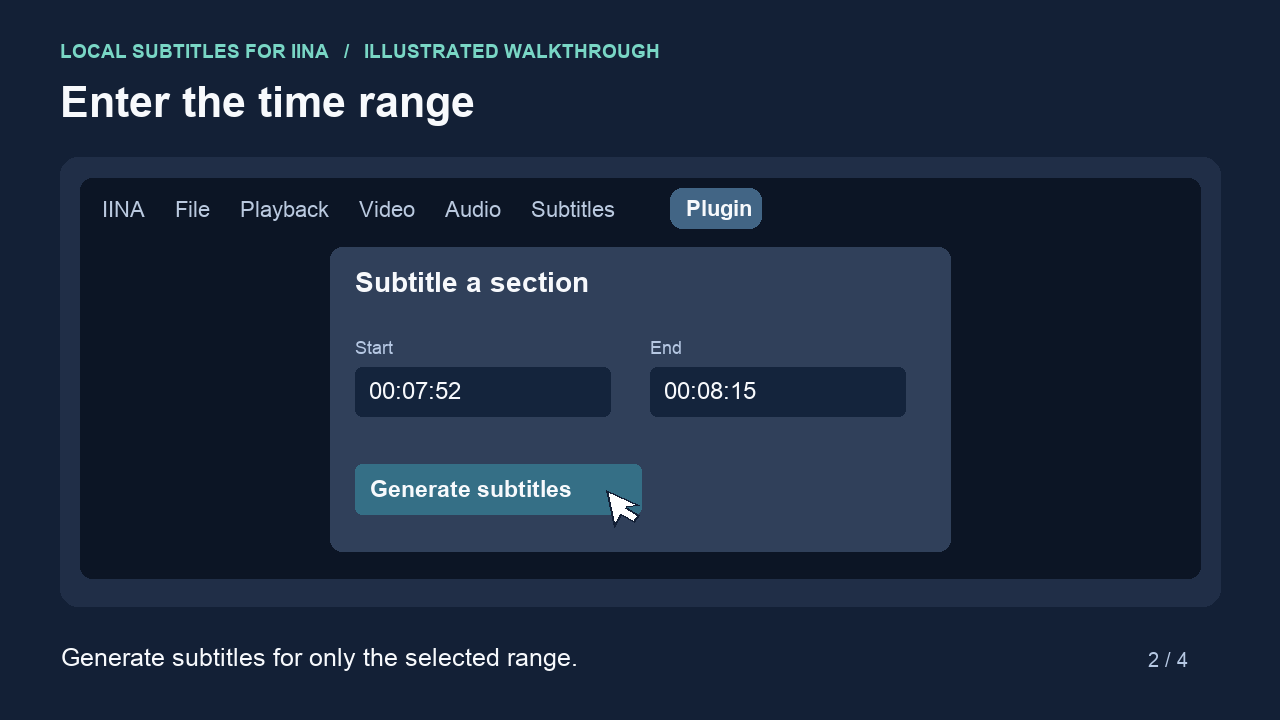 LOCAL SUBTITLES FOR IINA / ILLUSTRATED WALKTHROUGH
Enter the time range
IINA File Playback Video Audio Subtitles Plugin
Subtitle a section
Start End
00:07:52 00:08:15
Generate subtitles
Generate subtitles for only the selected range.
2 / 4